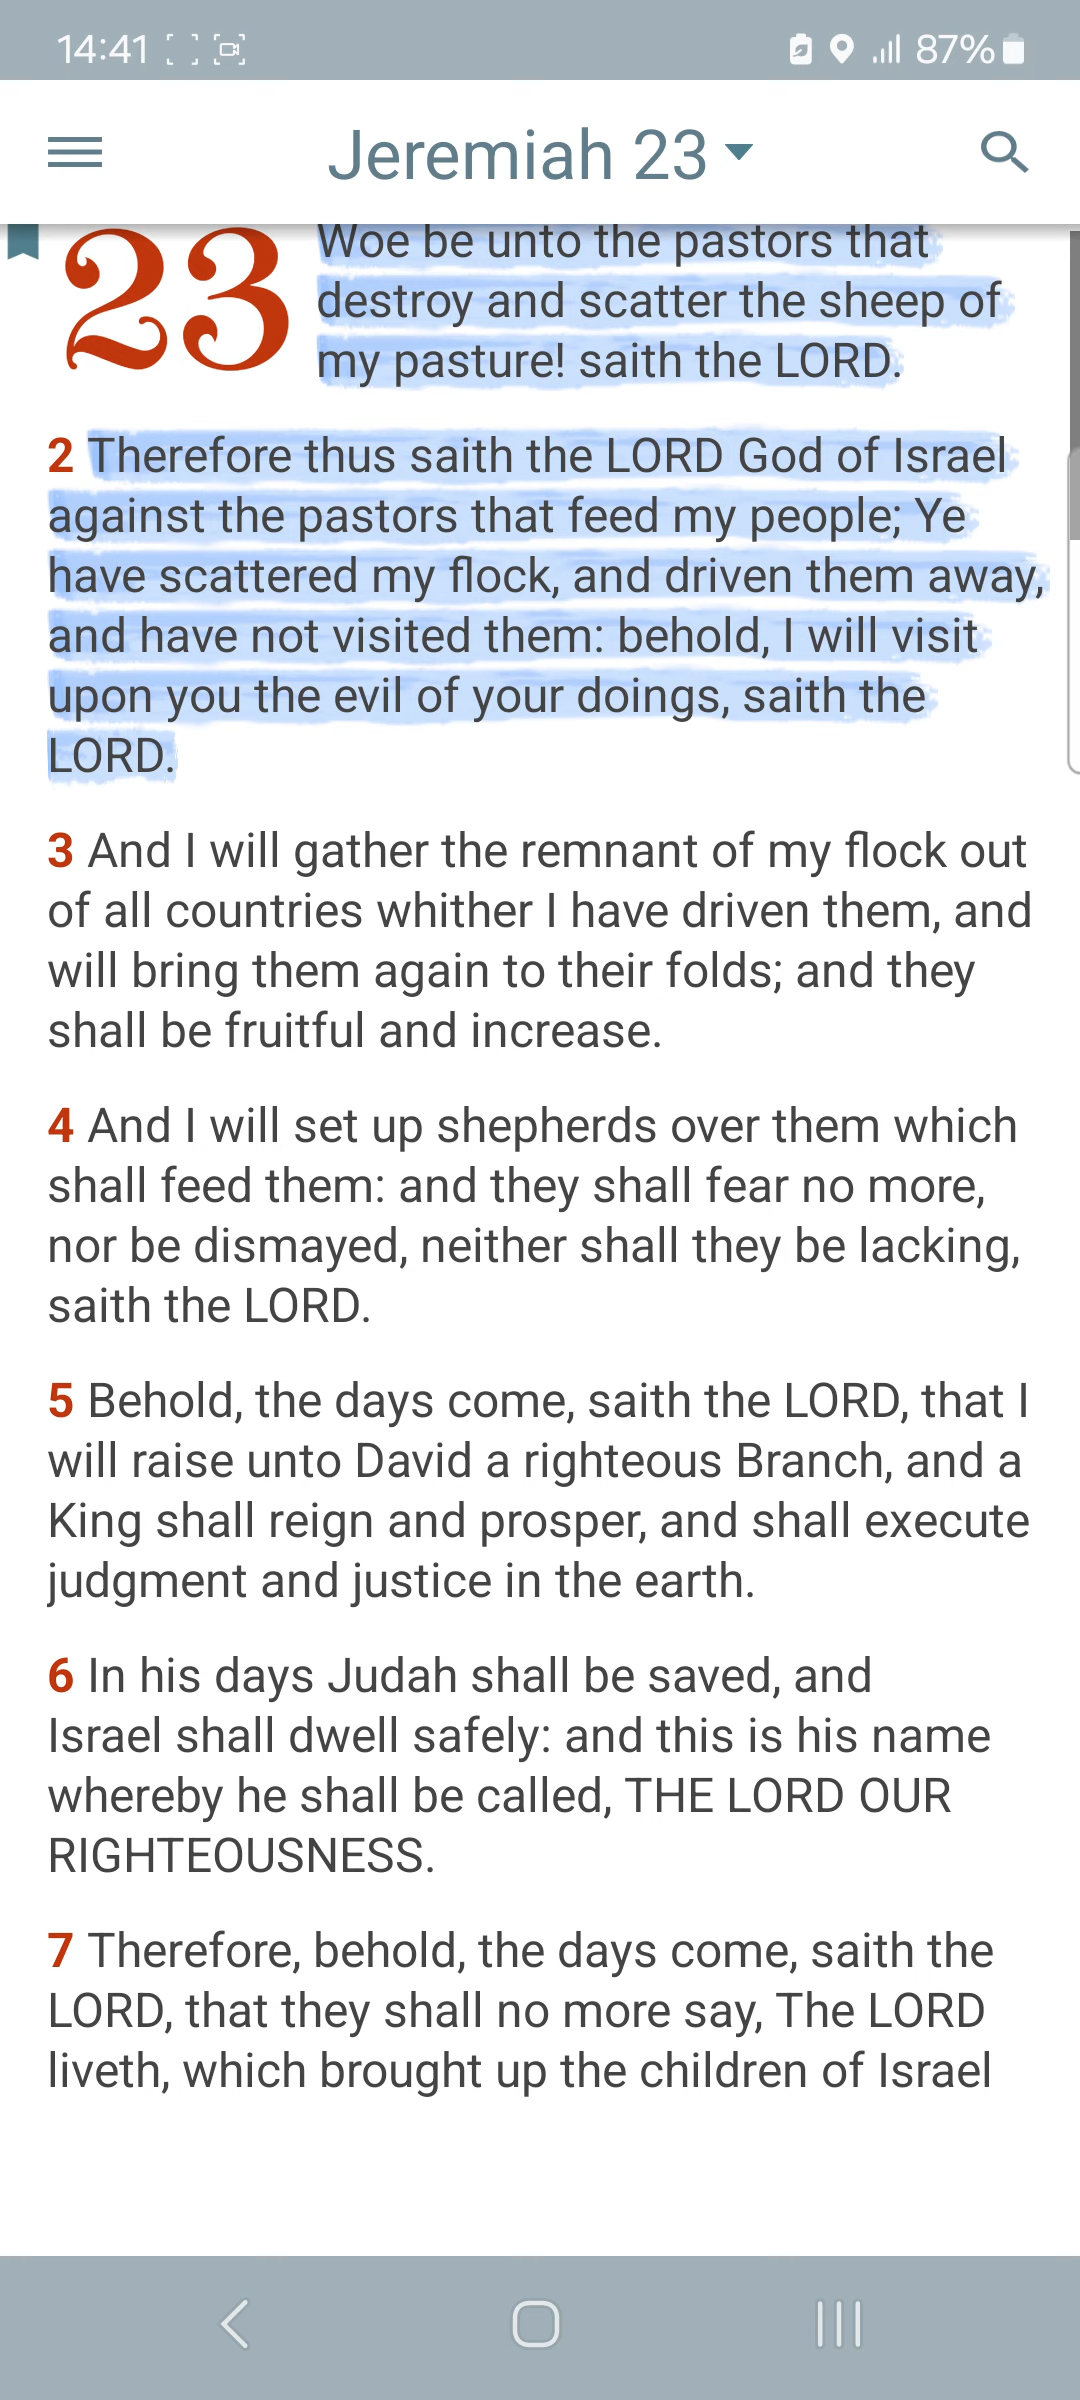 14:41
87%
Jeremiah 23
23
Woe be unto the pastors that
destroy and scatter the sheep of
my pasture! saith the LORD.
2 Therefore thus saith the LORD God of Israel
against the pastors that feed my people; Ye
have scattered my flock, and driven them away,
and have not visited them: behold, I will visit
upon you the evil of your doings, saith the
LORD.
3 And I will gather the remnant of my flock out
of all countries whither I have driven them, and
will bring them again to their folds; and they
shall be fruitful and increase.
4 And I will set up shepherds over them which
shall feed them: and they shall fear no more,
nor be dismayed, neither shall they be lacking,
saith the LORD.
5 Behold, the days come, saith the LORD, that I
will raise unto David a righteous Branch, and a
King shall reign and prosper, and shall execute
judgment and justice in the earth.
6 In his days Judah shall be saved, and
Israel shall dwell safely: and this is his name
whereby he shall be called, THE LORD OUR
RIGHTEOUSNESS.
7 Therefore, behold, the days come, saith the
LORD, that they shall no more say, The LORD
liveth, which brought up the children of Israel